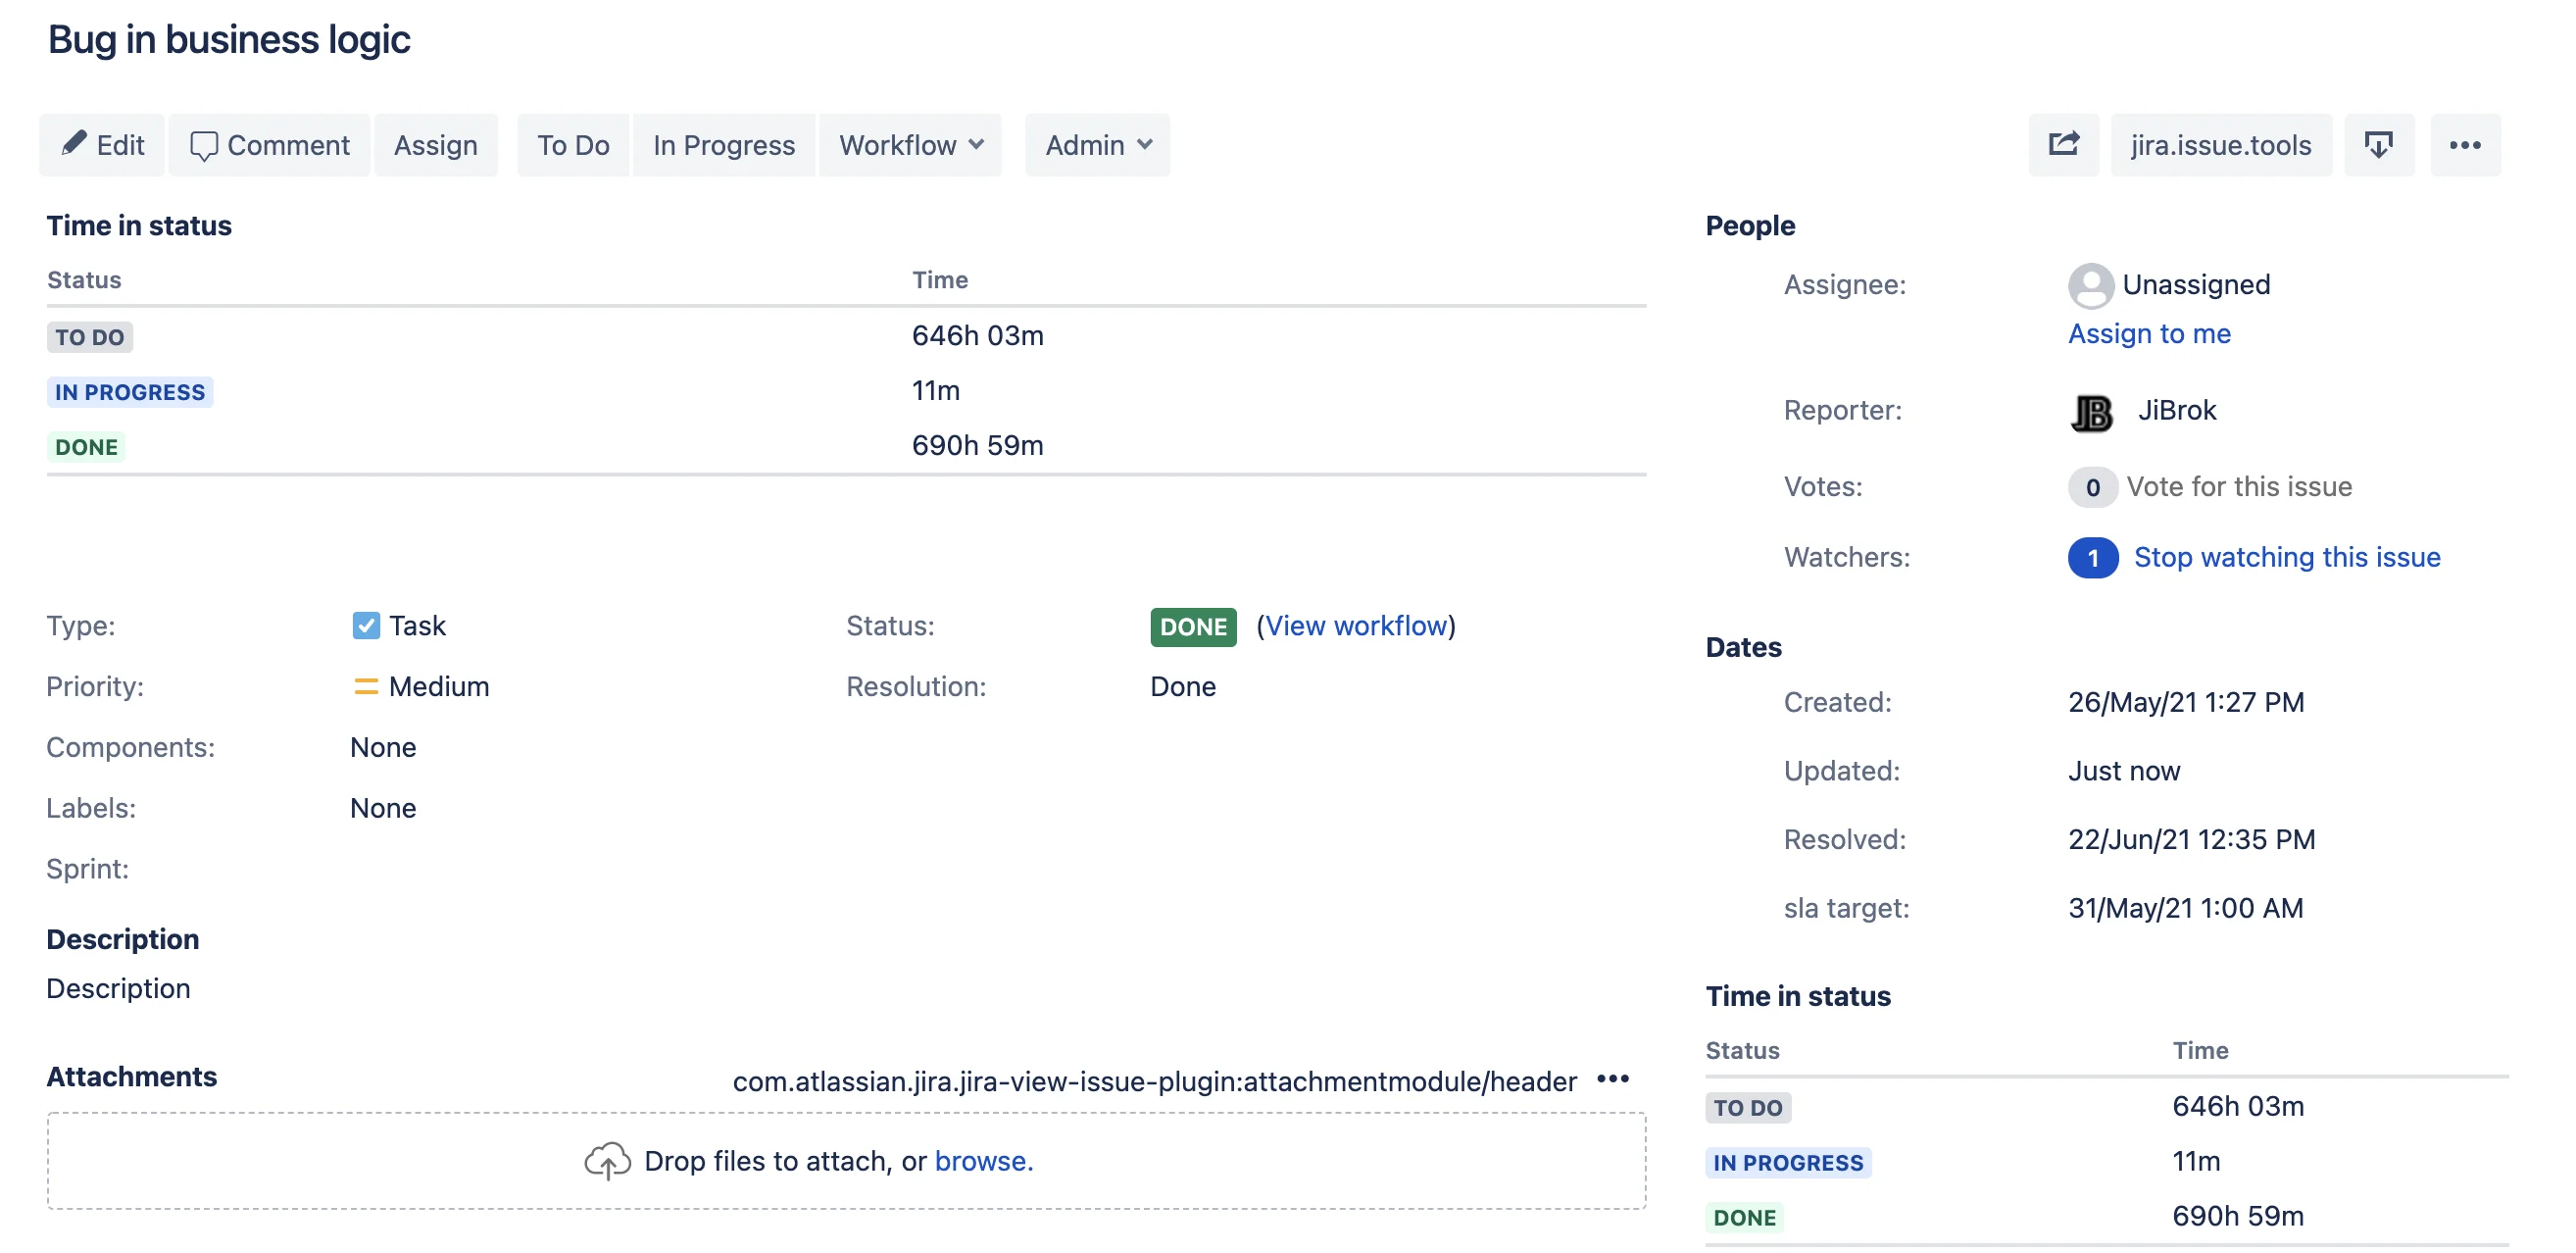 Bug in business logic
Edit Comment Assign To Do In Progress Workflow Admin jira.issue.tools
Time in status
Status Time
TO DO 646h 03m
IN PROGRESS 11m
DONE 690h 59m
Type: Task Status: DONE (View workflow)
Priority: Medium Resolution: Done
Components: None
Labels: None
Sprint:
Description
Description
Attachments com.atlassian.jira.jira-view-issue-plugin:attachmentmodule/header
Drop files to attach, or browse.
People
Assignee: Unassigned
Assign to me
Reporter: JB JiBrok
Votes: 0 Vote for this issue
Watchers: 1 Stop watching this issue
Dates
Created: 26/May/21 1:27 PM
Updated: Just now
Resolved: 22/Jun/21 12:35 PM
sla target: 31/May/21 1:00 AM
Time in status
Status Time
TO DO 646h 03m
IN PROGRESS 11m
DONE 690h 59m